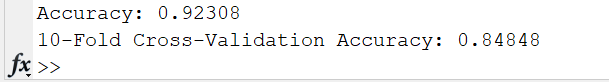 Accuracy: 0.92308
10-Fold Cross-Validation Accuracy: 0.84848
fx >>